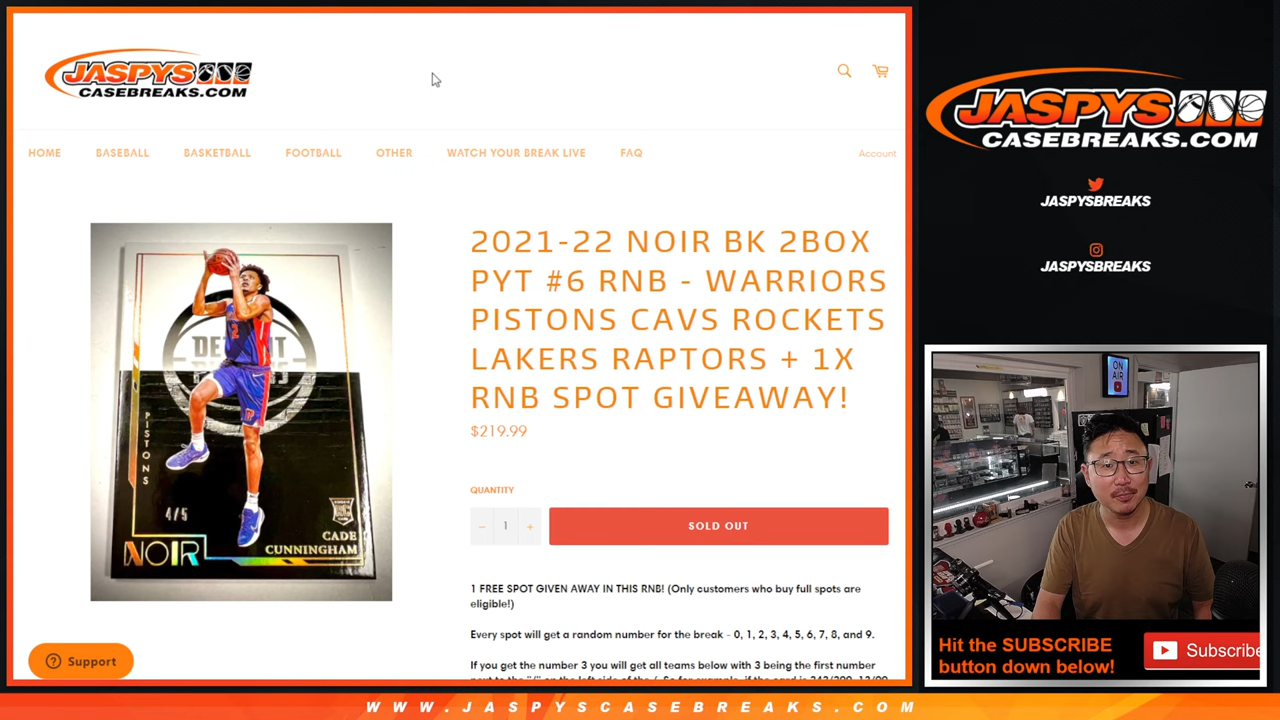 JASPYS
CASEBREAKS.COM
HOME BASEBALL BASKETBALL FOOTBALL OTHER WATCH YOUR BREAK LIVE FAQ Account
2021-22 NOIR BK 2BOX
PYT #6 RNB - WARRIORS
PISTONS CAVS ROCKETS
LAKERS RAPTORS + 1X
RNB SPOT GIVEAWAY!
$219.99
QUANTITY
− 1 + SOLD OUT
1 FREE SPOT GIVEN AWAY IN THIS RNB! (Only customers who buy full spots are
eligible!)
Every spot will get a random number for the break - 0, 1, 2, 3, 4, 5, 6, 7, 8, and 9.
If you get the number 3 you will get all teams below with 3 being the first number
PISTONS
4/5
NOIR
CADE
CUNNINGHAM
Support
JASPYS
CASEBREAKS.COM
JASPYSBREAKS
JASPYSBREAKS
ON
AIR
Hit the SUBSCRIBE
button down below!
Subscribe
WWW.JASPYSCASEBREAKS.COM